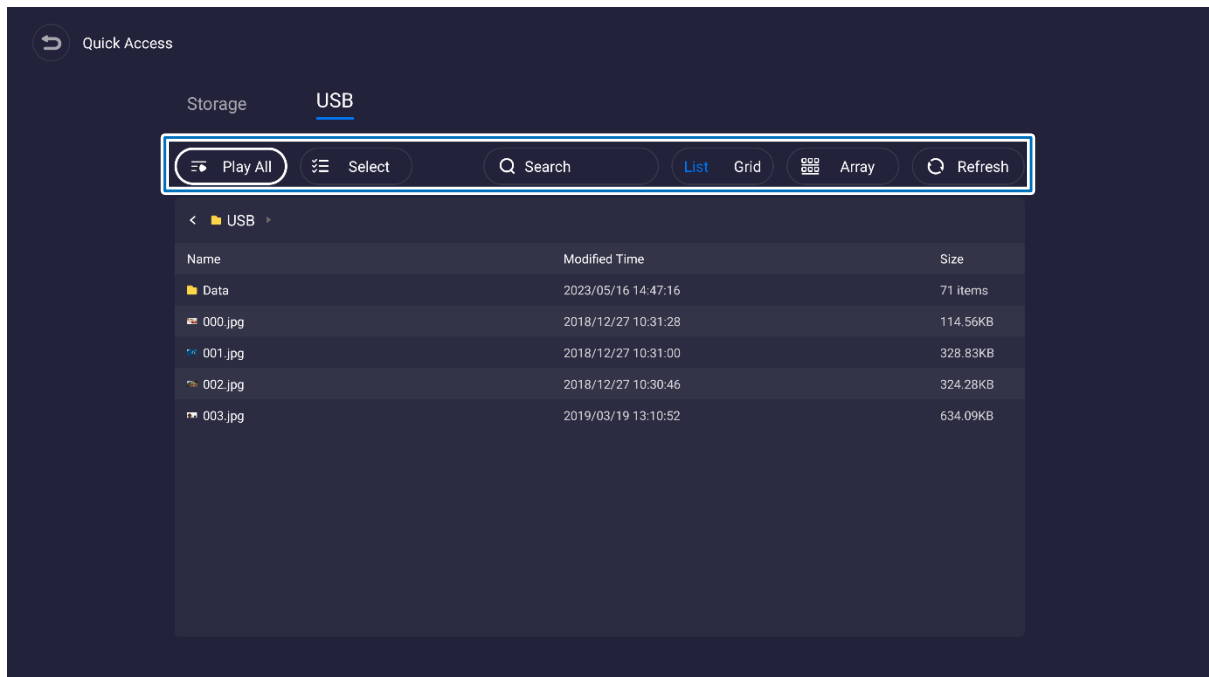 Quick Access
Storage USB
Play All Select Search List Grid Array Refresh
USB
Name Modified Time Size
Data 2023/05/16 14:47:16 71 items
000.jpg 2018/12/27 10:31:28 114.56KB
001.jpg 2018/12/27 10:31:00 328.83KB
002.jpg 2018/12/27 10:30:46 324.28KB
003.jpg 2019/03/19 13:10:52 634.09KB